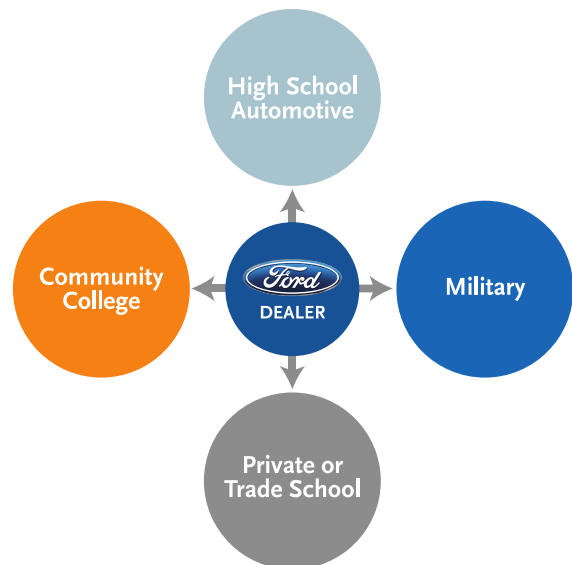 High School
Automotive
Community
College
Ford
DEALER
Military
Private or
Trade School